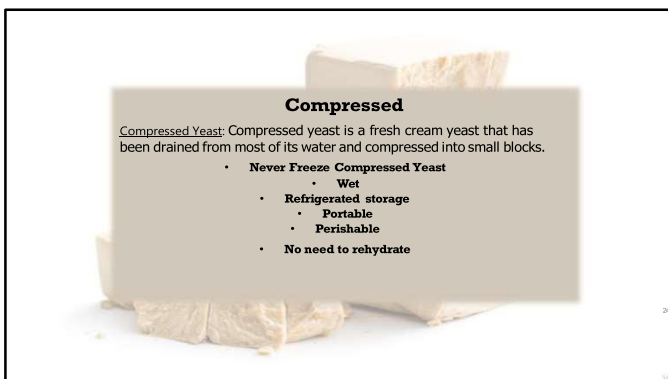 Compressed
Compressed Yeast: Compressed yeast is a fresh cream yeast that has
been drained from most of its water and compressed into small blocks.
• Never Freeze Compressed Yeast
• Wet
• Refrigerated storage
• Portable
• Perishable
• No need to rehydrate